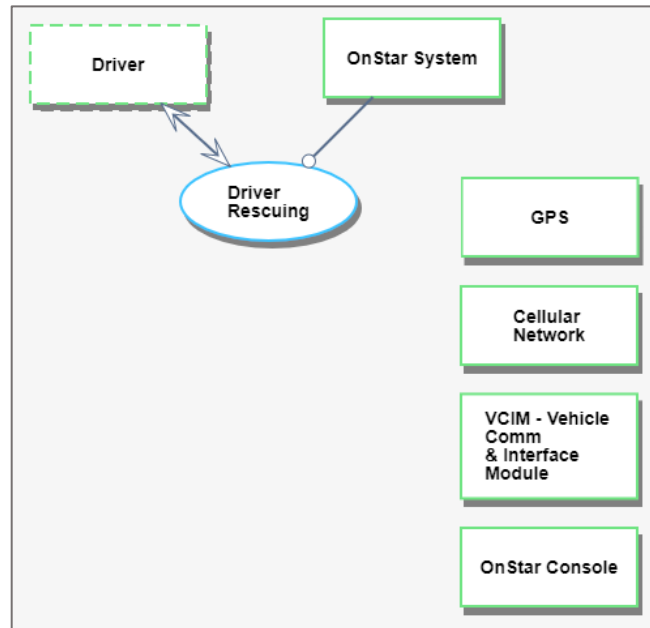 Driver
OnStar System
Driver
Rescuing
GPS
Cellular
Network
VCIM - Vehicle
Comm
& Interface
Module
OnStar Console